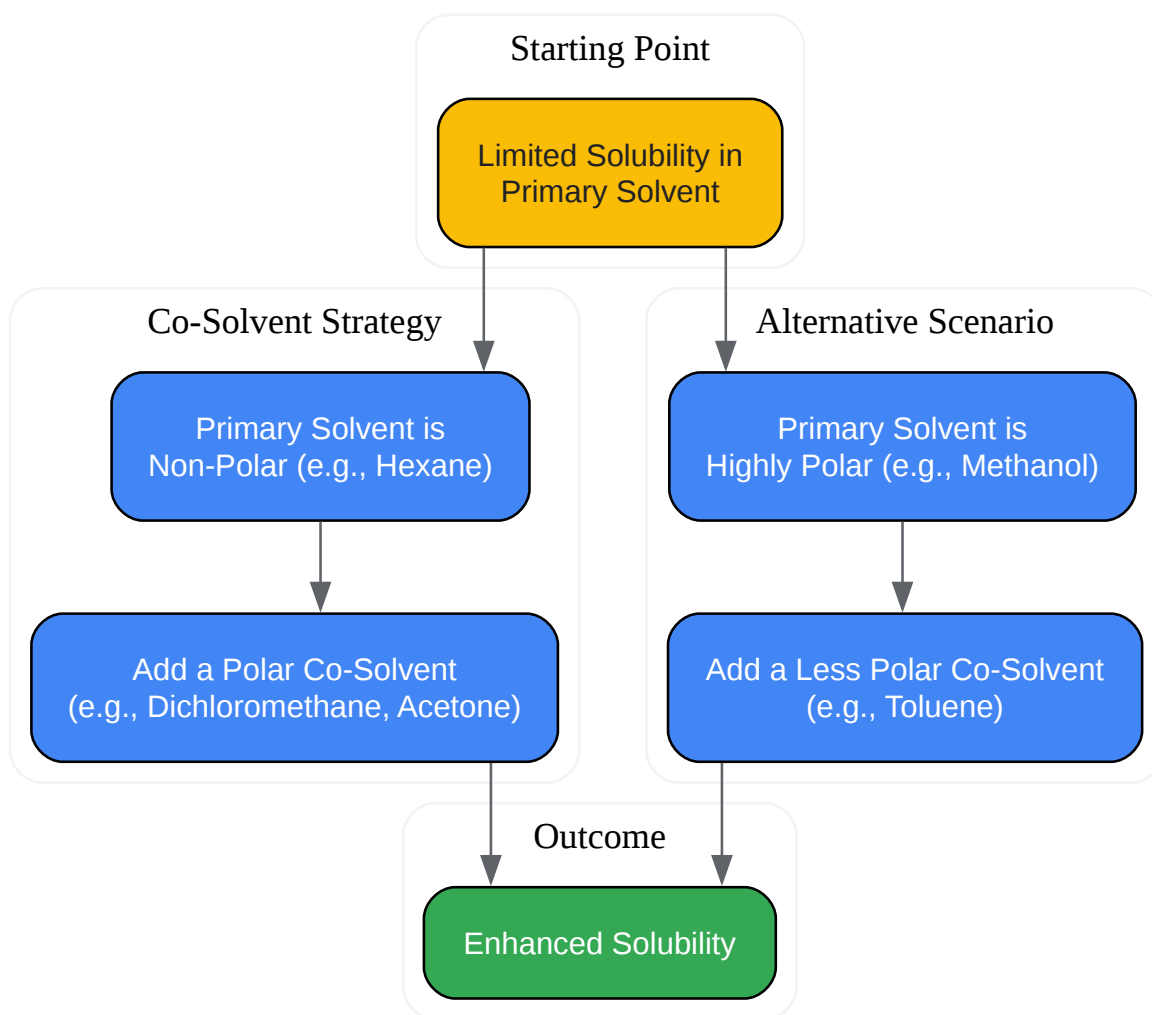 Starting Point
Limited Solubility in
Primary Solvent
Co-Solvent Strategy
Primary Solvent is
Non-Polar (e.g., Hexane)
Add a Polar Co-Solvent
(e.g., Dichloromethane, Acetone)
Alternative Scenario
Primary Solvent is
Highly Polar (e.g., Methanol)
Add a Less Polar Co-Solvent
(e.g., Toluene)
Outcome
Enhanced Solubility